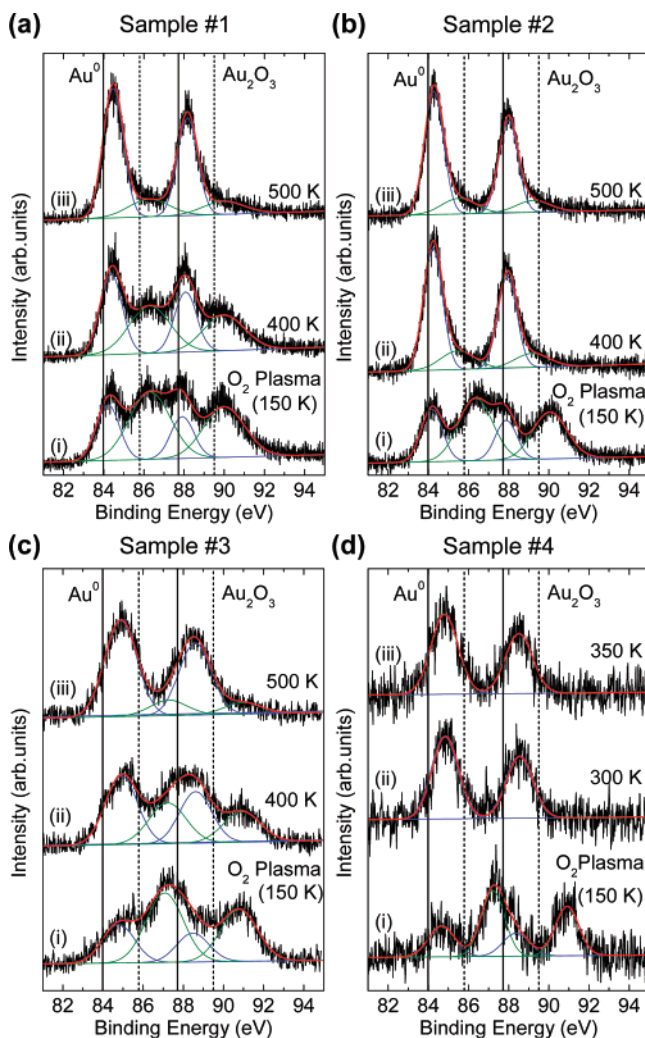 (a) Sample #1
Au⁰ Au₂O₃
(iii) 500 K
(ii) 400 K
O₂ Plasma
(150 K)
(i)
Intensity (arb.units)
82 84 86 88 90 92 94
Binding Energy (eV)
(b) Sample #2
Au⁰ Au₂O₃
(iii) 500 K
(ii) 400 K
O₂ Plasma
(150 K)
(i)
Intensity (arb.units)
82 84 86 88 90 92 94
Binding Energy (eV)
(c) Sample #3
Au⁰ Au₂O₃
(iii) 500 K
(ii) 400 K
O₂ Plasma
(150 K)
(i)
Intensity (arb.units)
82 84 86 88 90 92 94
Binding Energy (eV)
(d) Sample #4
Au⁰ Au₂O₃
(iii) 350 K
(ii) 300 K
O₂Plasma
(150 K)
(i)
Intensity (arb.units)
82 84 86 88 90 92 94
Binding Energy (eV)